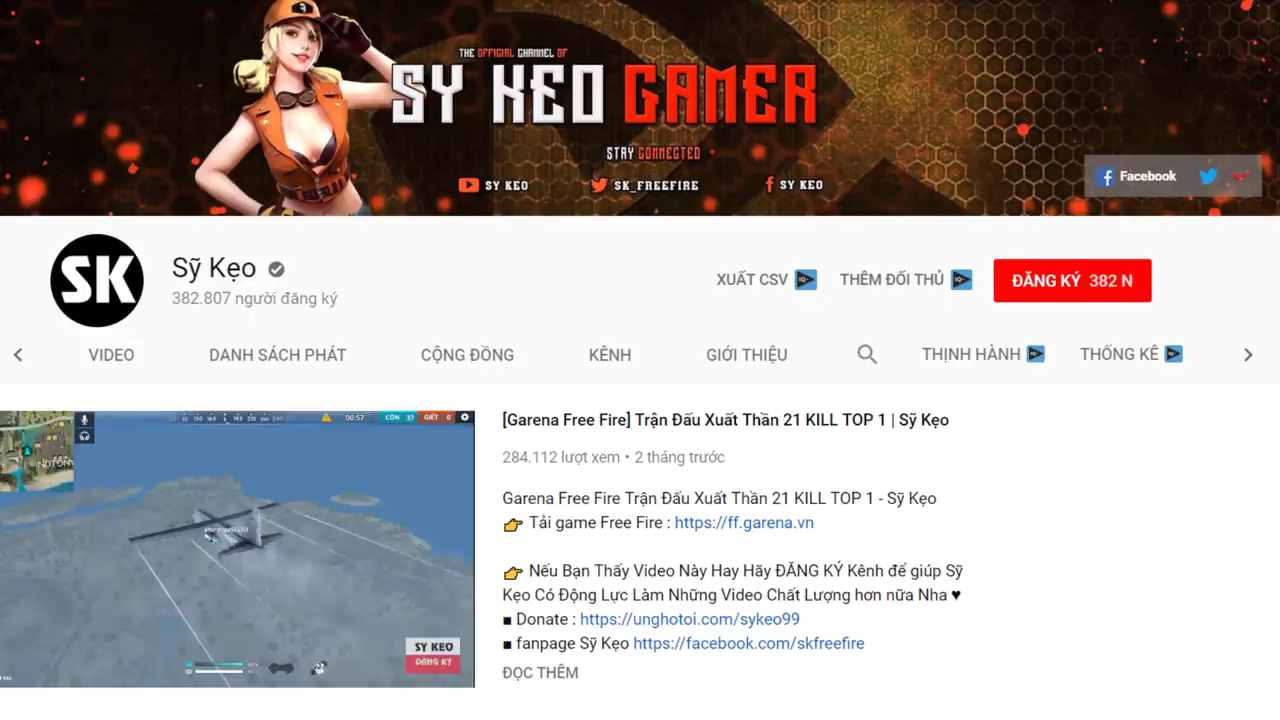 THE OFFICIAL CHANNEL OF
SY KEO GAMER
STAY CONNECTED
SY KEO
SK_FREEFIRE
SY KEO
Facebook
SK
Sỹ Kẹo
382.807 người đăng ký
XUẤT CSV
THÊM ĐỐI THỦ
ĐĂNG KÝ 382 N
VIDEO
DANH SÁCH PHÁT
CỘNG ĐỒNG
KÊNH
GIỚI THIỆU
THỊNH HÀNH
THỐNG KÊ
00:57
CÒN 37
GIẾT 0
SY KEO
ĐĂNG KÝ
[Garena Free Fire] Trận Đấu Xuất Thần 21 KILL TOP 1 | Sỹ Kẹo
284.112 lượt xem • 2 tháng trước
Garena Free Fire Trận Đấu Xuất Thần 21 KILL TOP 1 - Sỹ Kẹo
👉 Tải game Free Fire : https://ff.garena.vn
👉 Nếu Bạn Thấy Video Này Hay Hãy ĐĂNG KÝ Kênh để giúp Sỹ
Kẹo Có Động Lực Làm Những Video Chất Lượng hơn nữa Nha ♥
■ Donate : https://unghotoi.com/sykeo99
■ fanpage Sỹ Kẹo https://facebook.com/skfreefire
ĐỌC THÊM